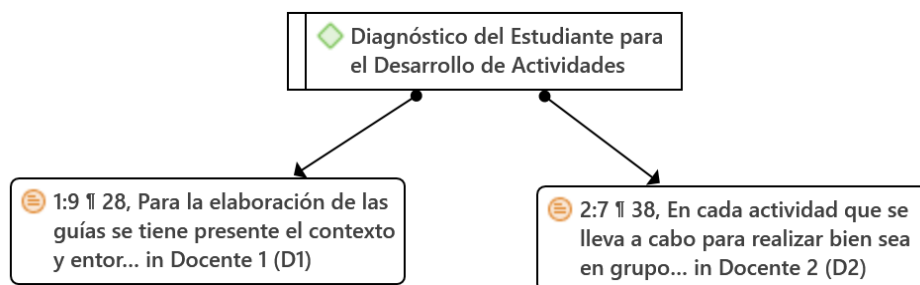 Diagnóstico del Estudiante para
el Desarrollo de Actividades
1:9 ¶ 28, Para la elaboración de las
guías se tiene presente el contexto
y entor... in Docente 1 (D1)
2:7 ¶ 38, En cada actividad que se
lleva a cabo para realizar bien sea
en grupo... in Docente 2 (D2)